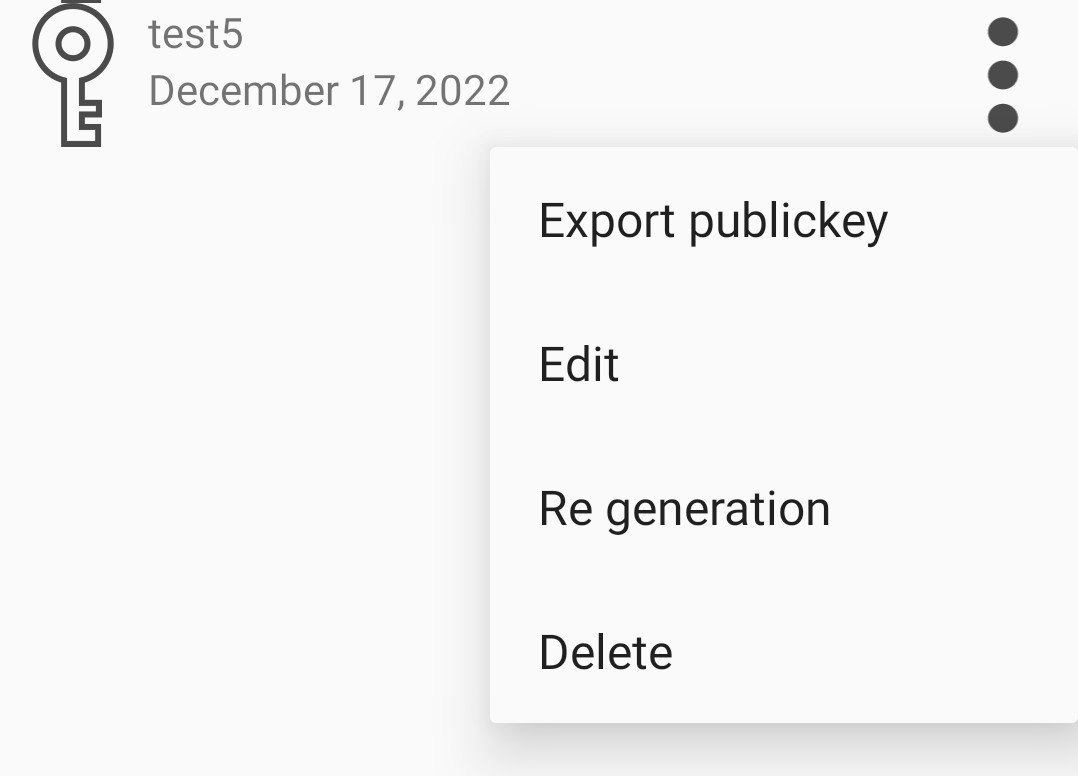 test5
December 17, 2022
Export publickey
Edit
Re generation
Delete